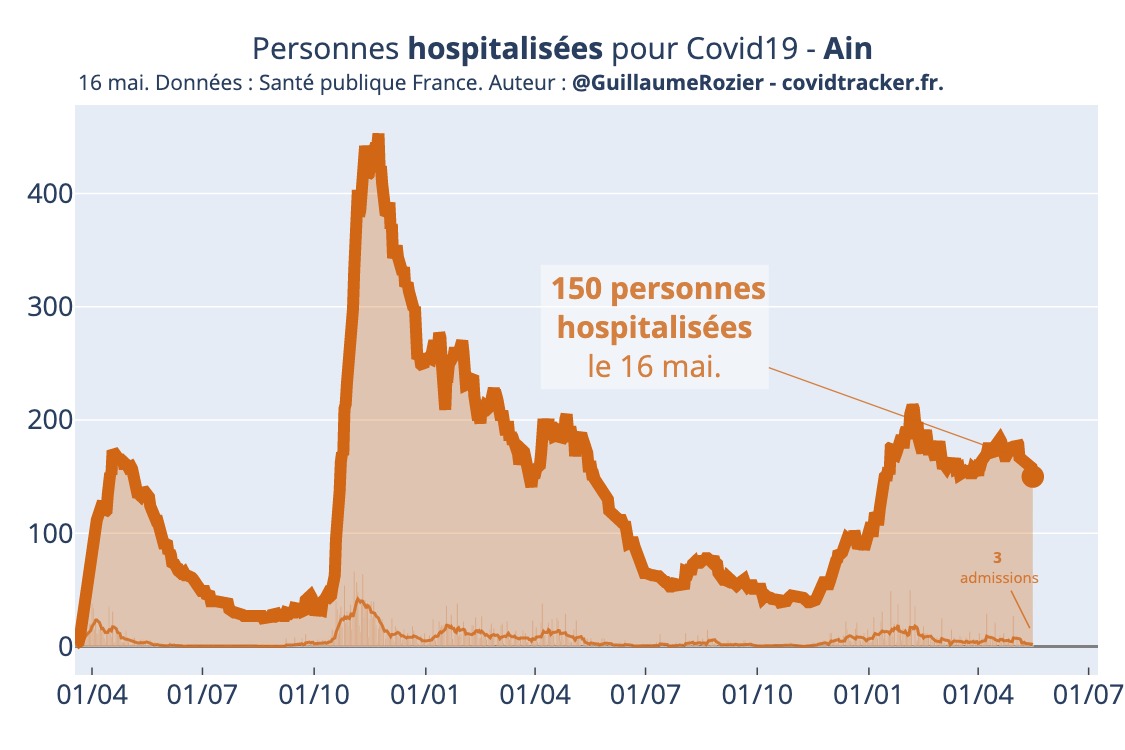 Personnes hospitalisées pour Covid19 - Ain
16 mai. Données : Santé publique France. Auteur : @GuillaumeRozier - covidtracker.fr.
400
300
200
100
0
150 personnes
hospitalisées
le 16 mai.
3
admissions
01/04 01/07 01/10 01/01 01/04 01/07 01/10 01/01 01/04 01/07